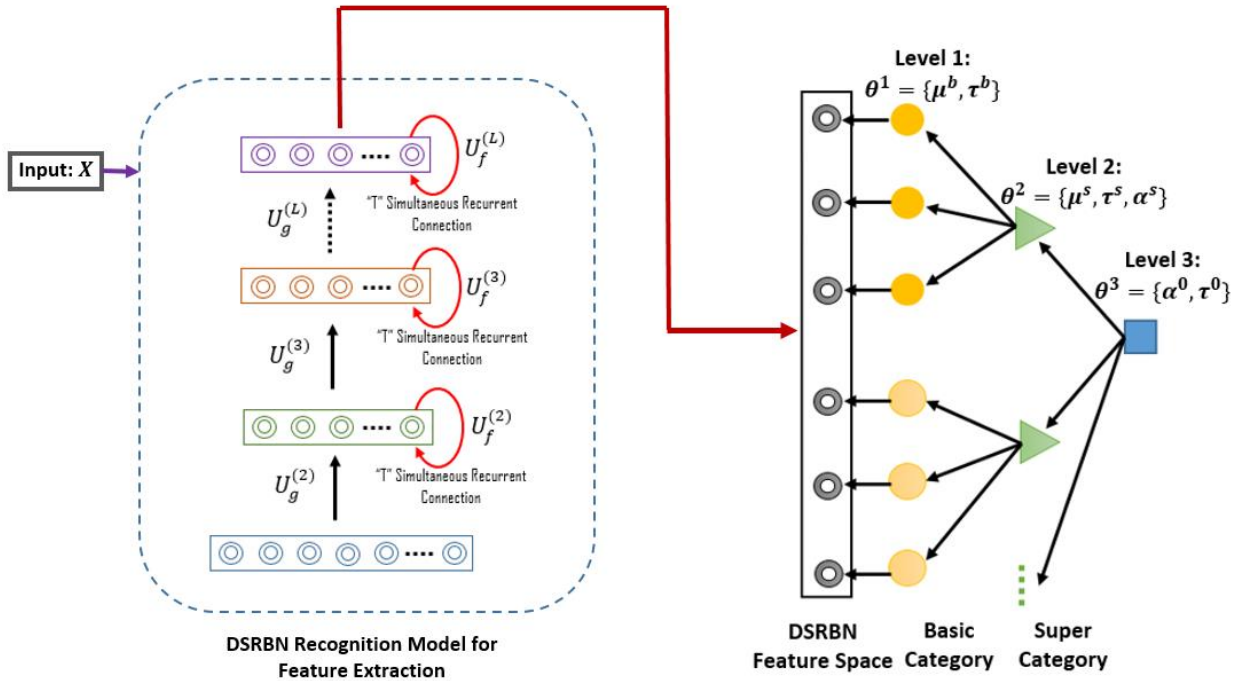 Input: X
U_f^(L)
"T" Simultaneous Recurrent
Connection
U_g^(L)
U_f^(3)
"T" Simultaneous Recurrent
Connection
U_g^(3)
U_f^(2)
"T" Simultaneous Recurrent
Connection
U_g^(2)
DSRBN Recognition Model for
Feature Extraction
Level 1:
θ^1 = {μ^b, τ^b}
Level 2:
θ^2 = {μ^s, τ^s, α^s}
Level 3:
θ^3 = {α^0, τ^0}
DSRBN
Feature Space
Basic
Category
Super
Category